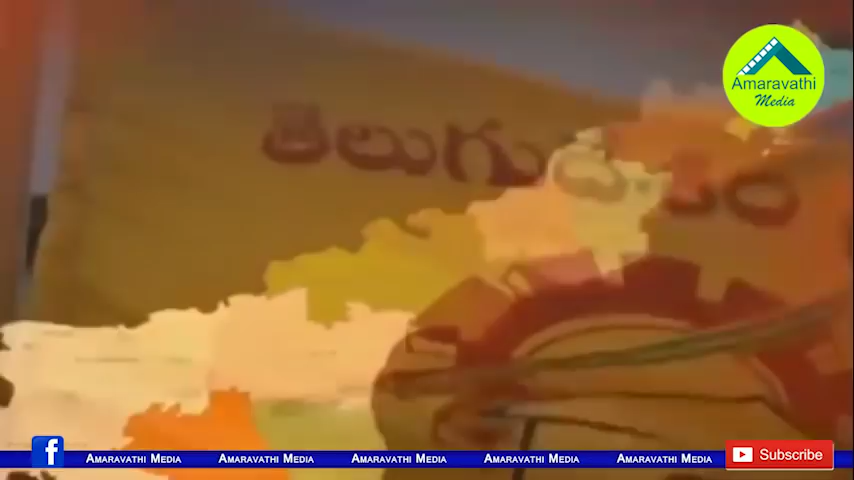 Amaravathi
Media
తెలుగుదేశం
AMARAVATHI MEDIA AMARAVATHI MEDIA AMARAVATHI MEDIA AMARAVATHI MEDIA AMARAVATHI MEDIA Subscribe